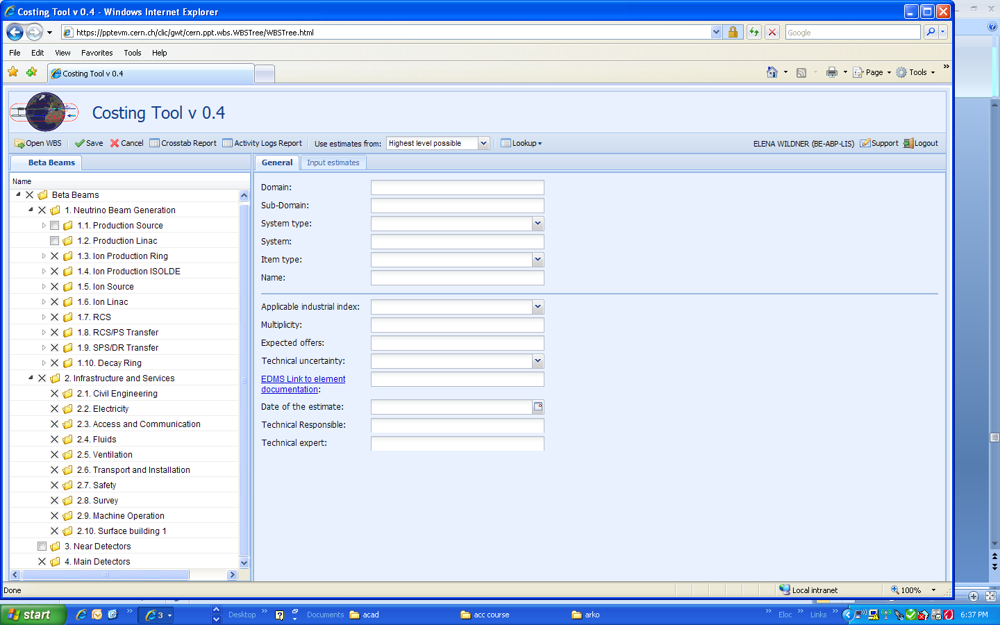 Costing Tool v 0.4 - Windows Internet Explorer
https://pptevm.cern.ch/clic/gwt/cern.ppt.wbs.WBSTree/WBSTree.html
Google
File Edit View Favorites Tools Help
Costing Tool v 0.4
Page Tools
Costing Tool v 0.4
Open WBS Save Cancel Crosstab Report Activity Logs Report Use estimates from: Highest level possible Lookup ELENA WILDNER (BE-ABP-LIS) Support Logout
Beta Beams
Name
Beta Beams
1. Neutrino Beam Generation
1.1. Production Source
1.2. Production Linac
1.3. Ion Production Ring
1.4. Ion Production ISOLDE
1.5. Ion Source
1.6. Ion Linac
1.7. RCS
1.8. RCS/PS Transfer
1.9. SPS/DR Transfer
1.10. Decay Ring
2. Infrastructure and Services
2.1. Civil Engineering
2.2. Electricity
2.3. Access and Communication
2.4. Fluids
2.5. Ventilation
2.6. Transport and Installation
2.7. Safety
2.8. Survey
2.9. Machine Operation
2.10. Surface building 1
3. Near Detectors
4. Main Detectors
General Input estimates
Domain:
Sub-Domain:
System type:
System:
Item type:
Name:
Applicable industrial index:
Multiplicity:
Expected offers:
Technical uncertainty:
EDMS Link to element
documentation:
Date of the estimate:
Technical Responsible:
Technical expert:
Done
Local intranet
100%
start
3
Desktop
Documents
acad
acc course
arko
Eloc
Links
6:37 PM